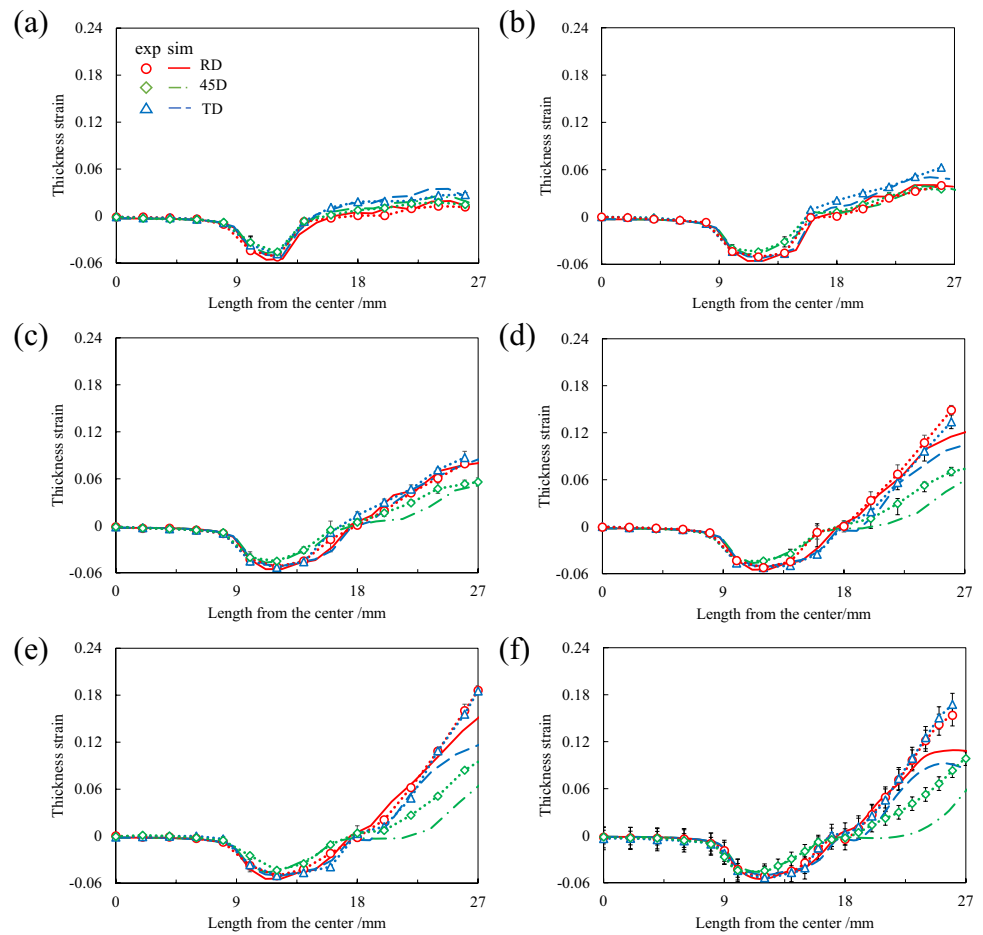 (a)
0.24
0.18
0.12
0.06
0
-0.06
Thickness strain
exp sim
RD
45D
TD
0
9
18
27
Length from the center /mm
(b)
0.24
0.18
0.12
0.06
0
-0.06
Thickness strain
0
9
18
27
Length from the center /mm
(c)
0.24
0.18
0.12
0.06
0
-0.06
Thickness strain
0
9
18
27
Length from the center /mm
(d)
0.24
0.18
0.12
0.06
0
-0.06
Thickness strain
0
9
18
27
Length from the center/mm
(e)
0.24
0.18
0.12
0.06
0
-0.06
Thickness strain
0
9
18
27
Length from the center /mm
(f)
0.24
0.18
0.12
0.06
0
-0.06
Thickness strain
0
9
18
27
Length from the center /mm